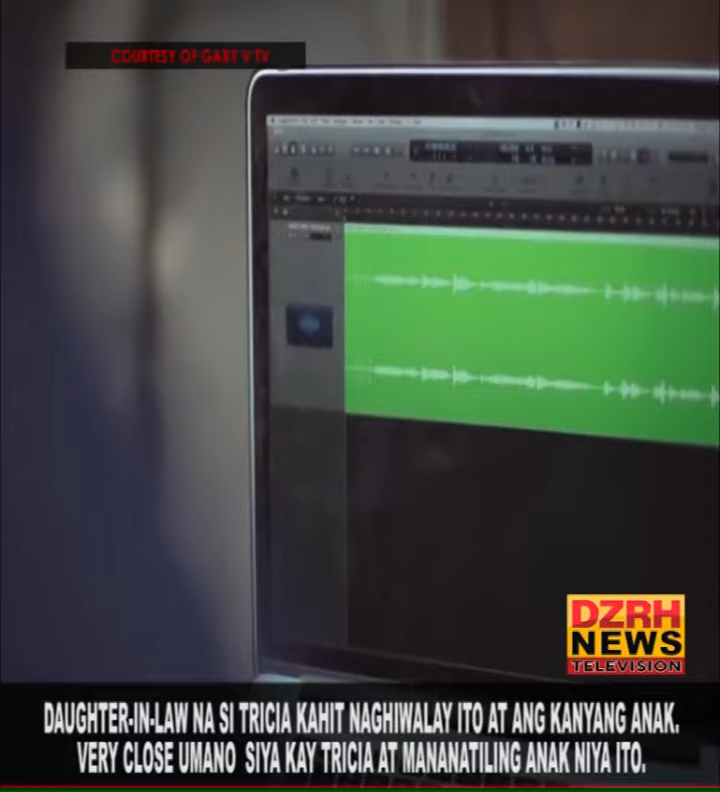 COURTESY OF GARY V TV
DZRH
NEWS
TELEVISION
DAUGHTER-IN-LAW NA SI TRICIA KAHIT NAGHIWALAY ITO AT ANG KANYANG ANAK.
VERY CLOSE UMANO SIYA KAY TRICIA AT MANANATILING ANAK NIYA ITO.